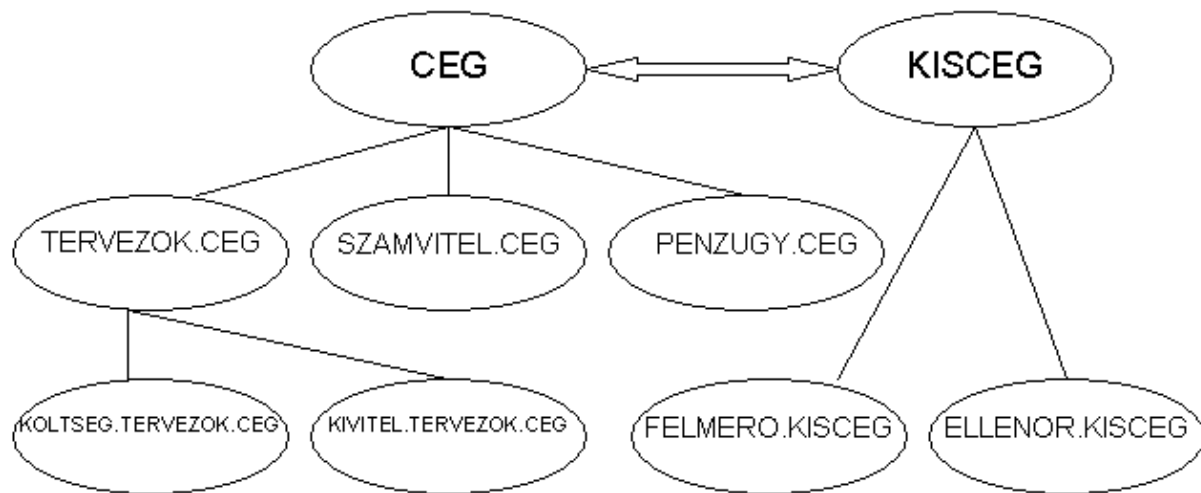 CEG
KISCEG
TERVEZOK.CEG
SZAMVITEL.CEG
PENZUGY.CEG
KOLTSEG.TERVEZOK.CEG
KIVITEL.TERVEZOK.CEG
FELMERO.KISCEG
ELLENOR.KISCEG